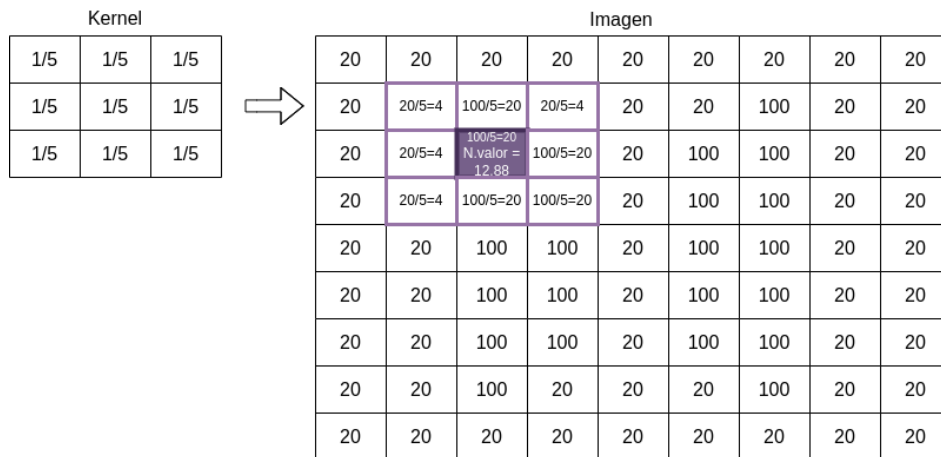 Kernel
Imagen
1/5 1/5 1/5
1/5 1/5 1/5
1/5 1/5 1/5
20 20 20 20 20 20 20 20 20
20 20/5=4 100/5=20 20/5=4 20 20 100 20 20
20 20/5=4 100/5=20 N.valor = 12.88 100/5=20 20 100 100 20 20
20 20/5=4 100/5=20 100/5=20 20 100 100 20 20
20 20 100 100 20 100 100 20 20
20 20 100 100 20 100 100 20 20
20 20 100 100 20 100 100 20 20
20 20 100 20 20 20 100 20 20
20 20 20 20 20 20 20 20 20